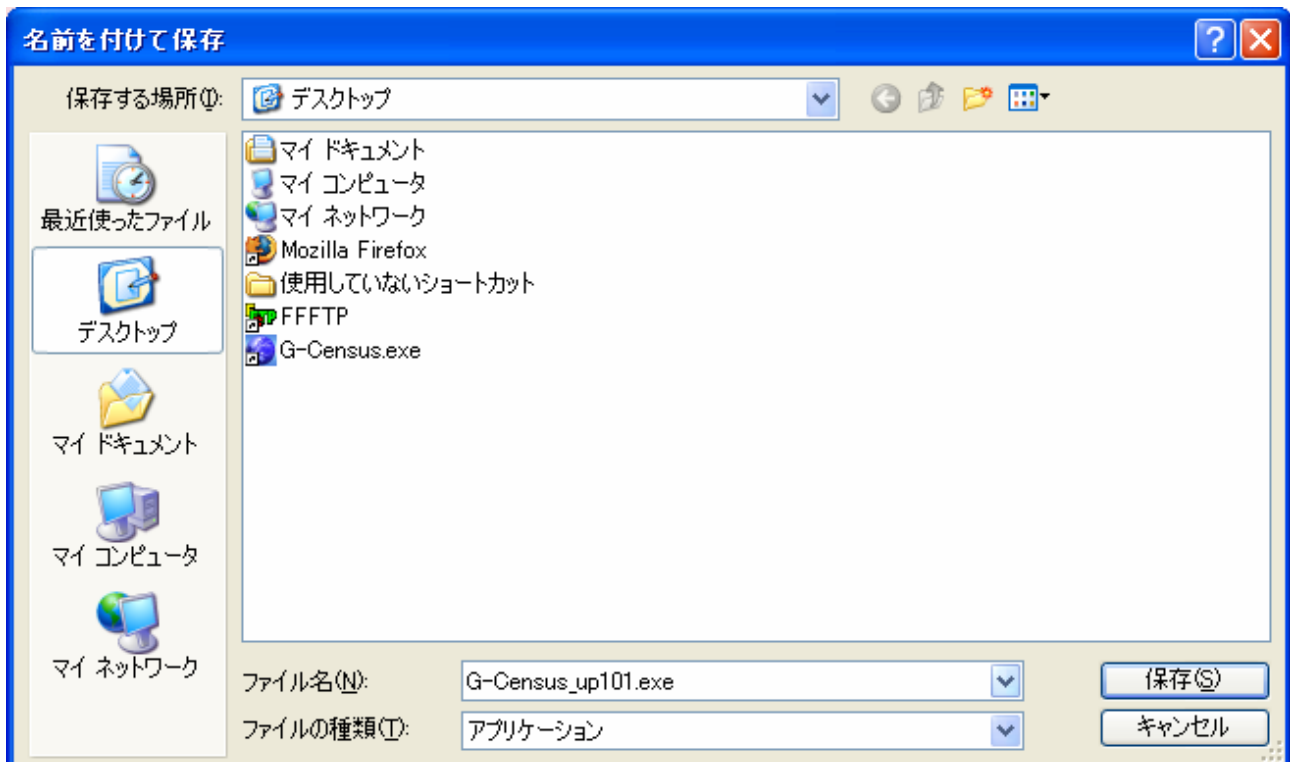 名前を付けて保存
保存する場所(I):
デスクトップ
最近使ったファイル
デスクトップ
マイ ドキュメント
マイ コンピュータ
マイ ネットワーク
マイ ドキュメント
マイ コンピュータ
マイ ネットワーク
Mozilla Firefox
使用していないショートカット
FFFTP
G-Census.exe
ファイル名(N):
G-Census_up101.exe
保存(S)
ファイルの種類(T):
アプリケーション
キャンセル